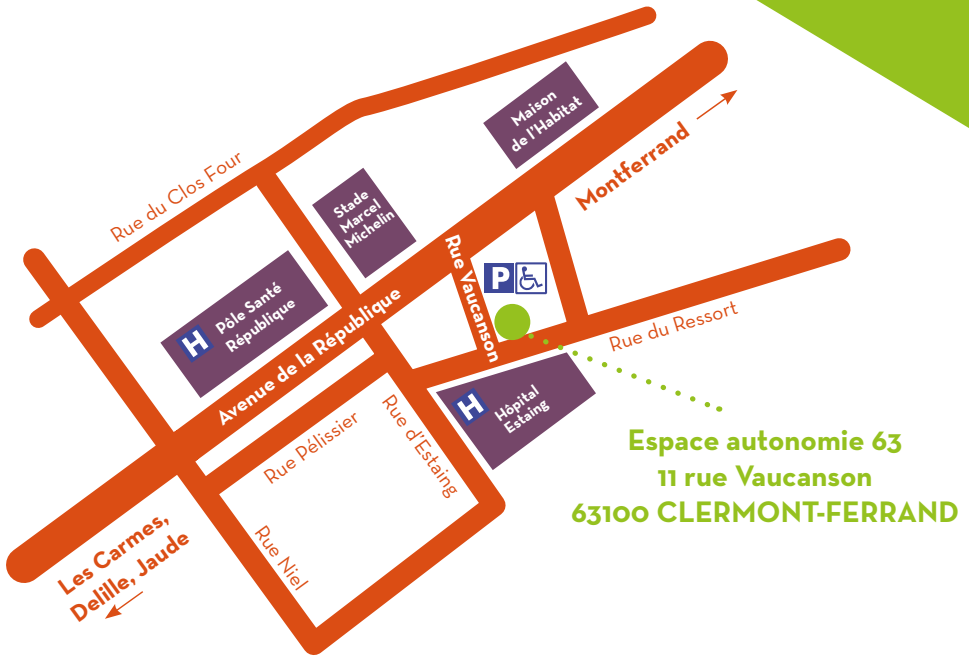 Maison
de l'Habitat
Montferrand
Rue du Clos Four
Stade
Marcel
Michelin
Rue Vaucanson
P
H
Pôle Santé
République
Avenue de la République
Rue du Ressort
H
Hôpital
Estaing
Rue Pélissier
Rue d'Estaing
Espace autonomie 63
11 rue Vaucanson
63100 CLERMONT-FERRAND
Les Carmes,
Delille, Jaude
Rue Niel